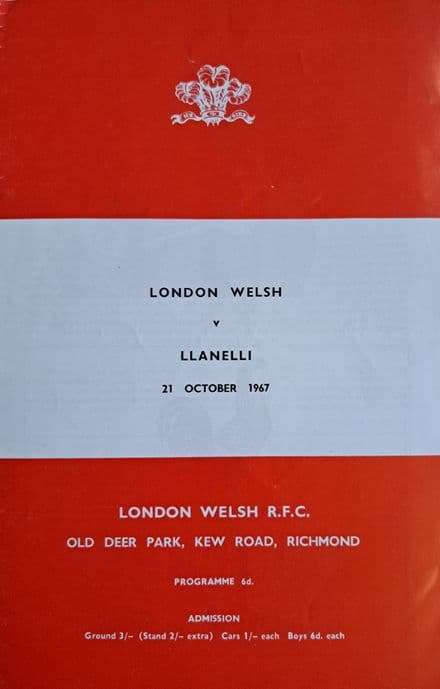 LONDON WELSH
v
LLANELLI
21 OCTOBER 1967
LONDON WELSH R.F.C.
OLD DEER PARK, KEW ROAD, RICHMOND
PROGRAMME 6d.
ADMISSION
Ground 3/– (Stand 2/– extra) Cars 1/– each Boys 6d. each